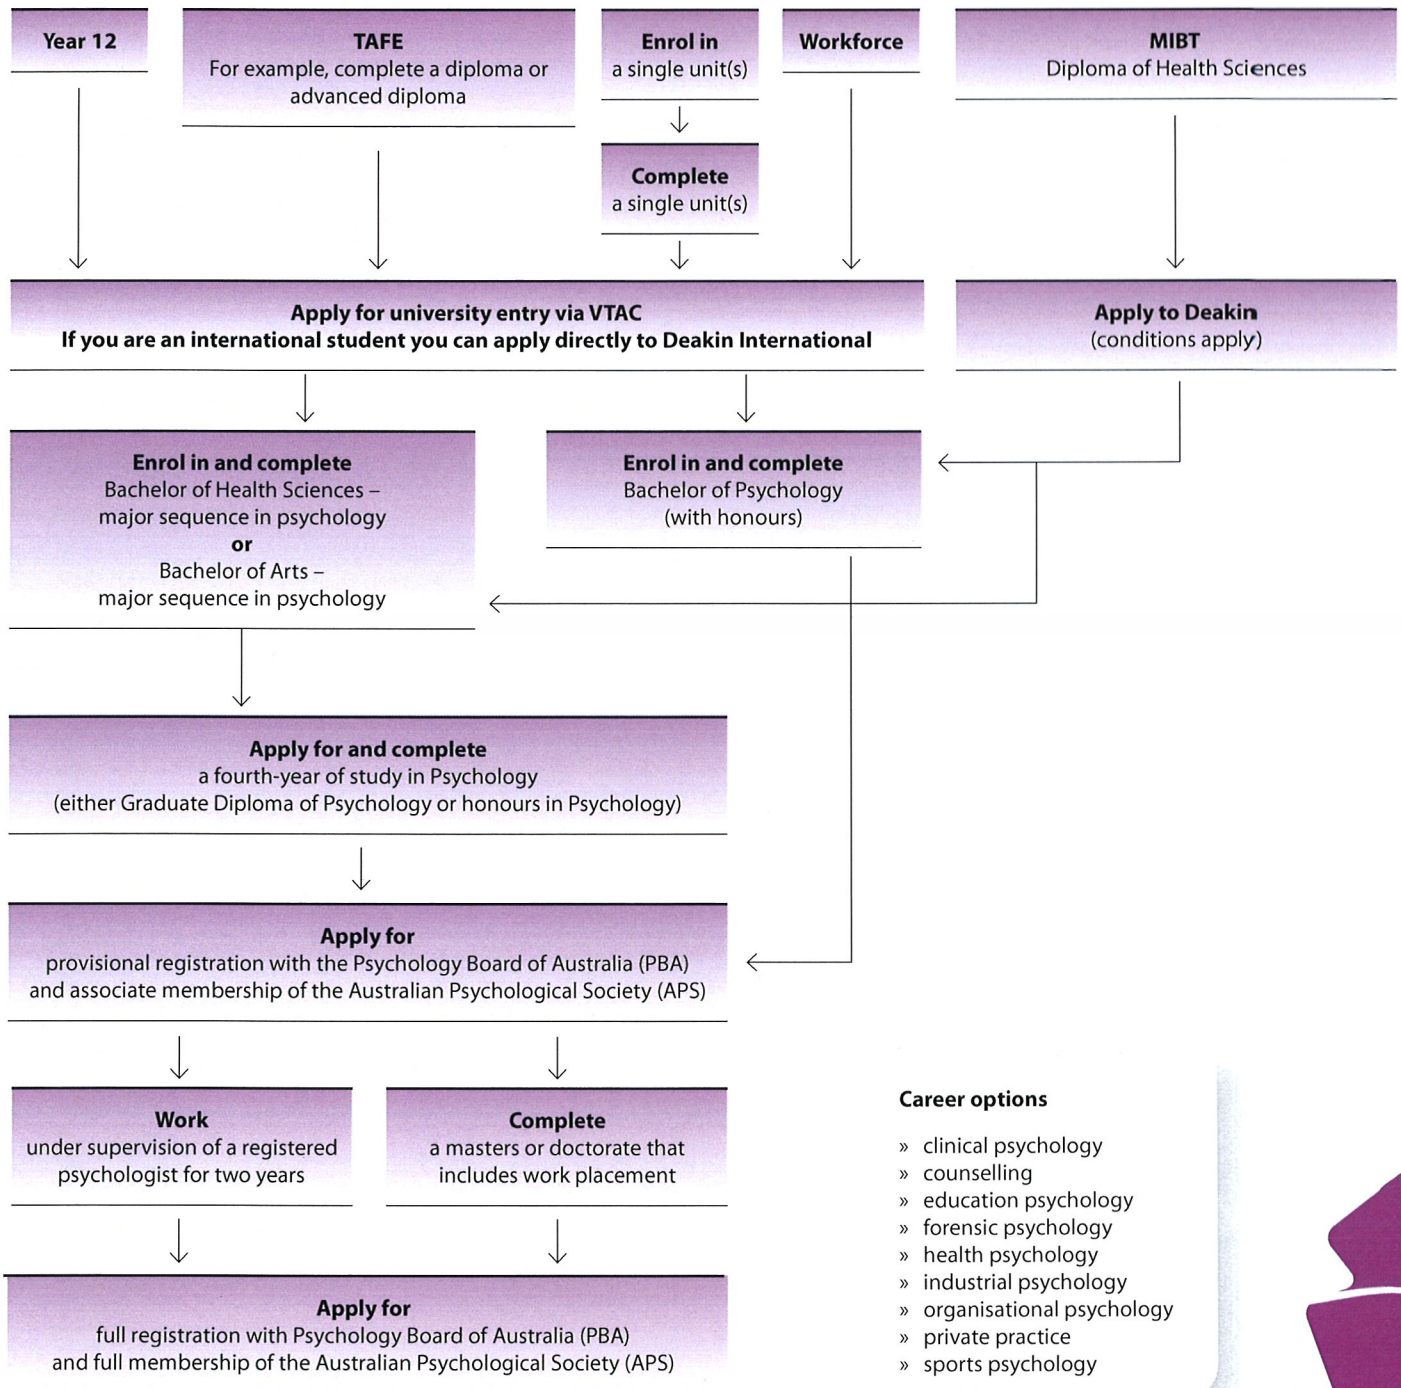 Year 12
TAFE
For example, complete a diploma or
advanced diploma
Enrol in
a single unit(s)
Workforce
MIBT
Diploma of Health Sciences
Complete
a single unit(s)
Apply for university entry via VTAC
If you are an international student you can apply directly to Deakin International
Apply to Deakin
(conditions apply)
Enrol in and complete
Bachelor of Health Sciences –
major sequence in psychology
or
Bachelor of Arts –
major sequence in psychology
Enrol in and complete
Bachelor of Psychology
(with honours)
Apply for and complete
a fourth-year of study in Psychology
(either Graduate Diploma of Psychology or honours in Psychology)
Apply for
provisional registration with the Psychology Board of Australia (PBA)
and associate membership of the Australian Psychological Society (APS)
Work
under supervision of a registered
psychologist for two years
Complete
a masters or doctorate that
includes work placement
Apply for
full registration with Psychology Board of Australia (PBA)
and full membership of the Australian Psychological Society (APS)
Career options
» clinical psychology
» counselling
» education psychology
» forensic psychology
» health psychology
» industrial psychology
» organisational psychology
» private practice
» sports psychology